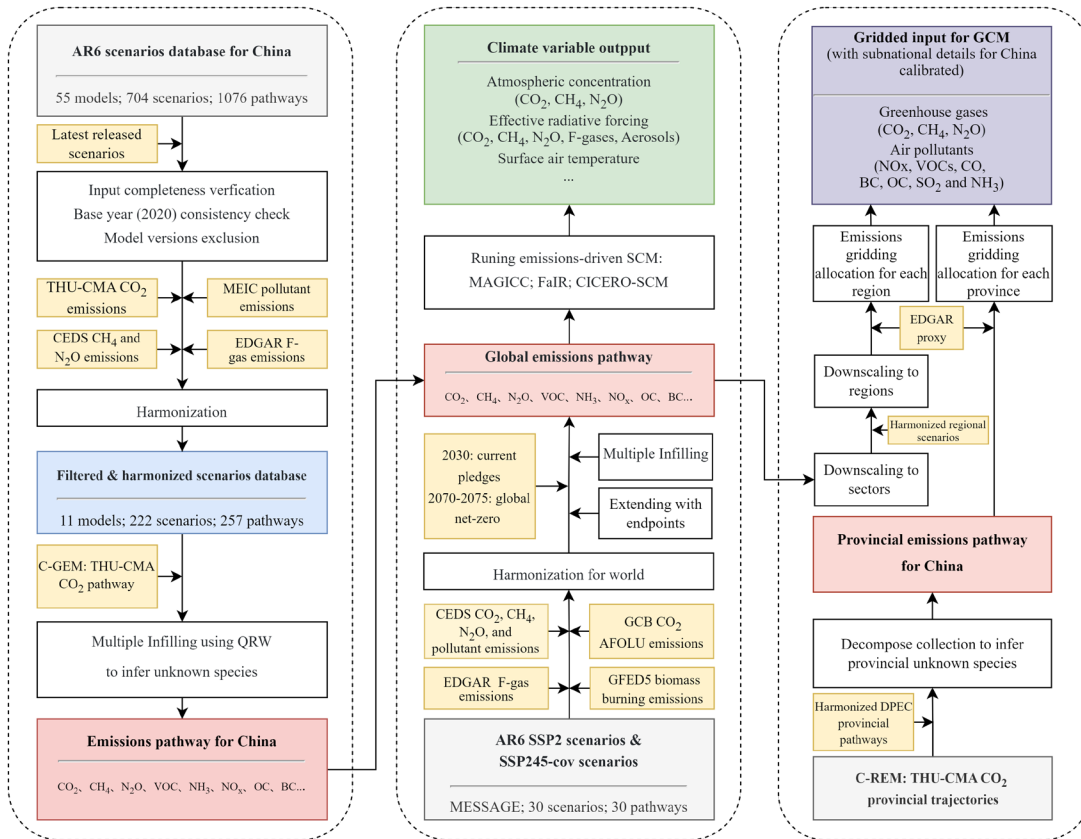 AR6 scenarios database for China
55 models; 704 scenarios; 1076 pathways
Latest released
scenarios
Input completeness verfication
Base year (2020) consistency check
Model versions exclusion
THU-CMA CO₂
emissions
MEIC pollutant
emissions
CEDS CH₄ and
N₂O emissions
EDGAR F-
gas emissions
Harmonization
Filtered & harmonized scenarios database
11 models; 222 scenarios; 257 pathways
C-GEM: THU-CMA
CO₂ pathway
Multiple Infilling using QRW
to infer unknown species
Emissions pathway for China
CO₂、CH₄、N₂O、VOC、NH₃、NOₓ、OC、BC...
Climate variable outpput
Atmospheric concentration
(CO₂, CH₄, N₂O)
Effective radiative forcing
(CO₂, CH₄, N₂O, F-gases, Aerosols)
Surface air temperature
...
Runing emissions-driven SCM:
MAGICC; FaIR; CICERO-SCM
Global emissions pathway
CO₂、CH₄、N₂O、VOC、NH₃、NOₓ、OC、BC...
2030: current
pledges
2070-2075: global
net-zero
Multiple Infilling
Extending with
endpoints
Harmonization for world
CEDS CO₂, CH₄,
N₂O, and
pollutant emissions
GCB CO₂
AFOLU emissions
EDGAR F-gas
emissions
GFED5 biomass
burning emissions
AR6 SSP2 scenarios &
SSP245-cov scenarios
MESSAGE; 30 scenarios; 30 pathways
Gridded input for GCM
(with subnational details for China
calibrated)
Greenhouse gases
(CO₂, CH₄, N₂O)
Air pollutants
(NOx, VOCs, CO,
BC, OC, SO₂ and NH₃)
Emissions
gridding
allocation for each
region
Emissions
gridding
allocation for each
province
EDGAR
proxy
Downscaling to
regions
Harmonized regional
scenarios
Downscaling to
sectors
Provincial emissions pathway
for China
Decompose collection to infer
provincial unknown species
Harmonized DPEC
provincial
pathways
C-REM: THU-CMA CO₂
provincial trajectories